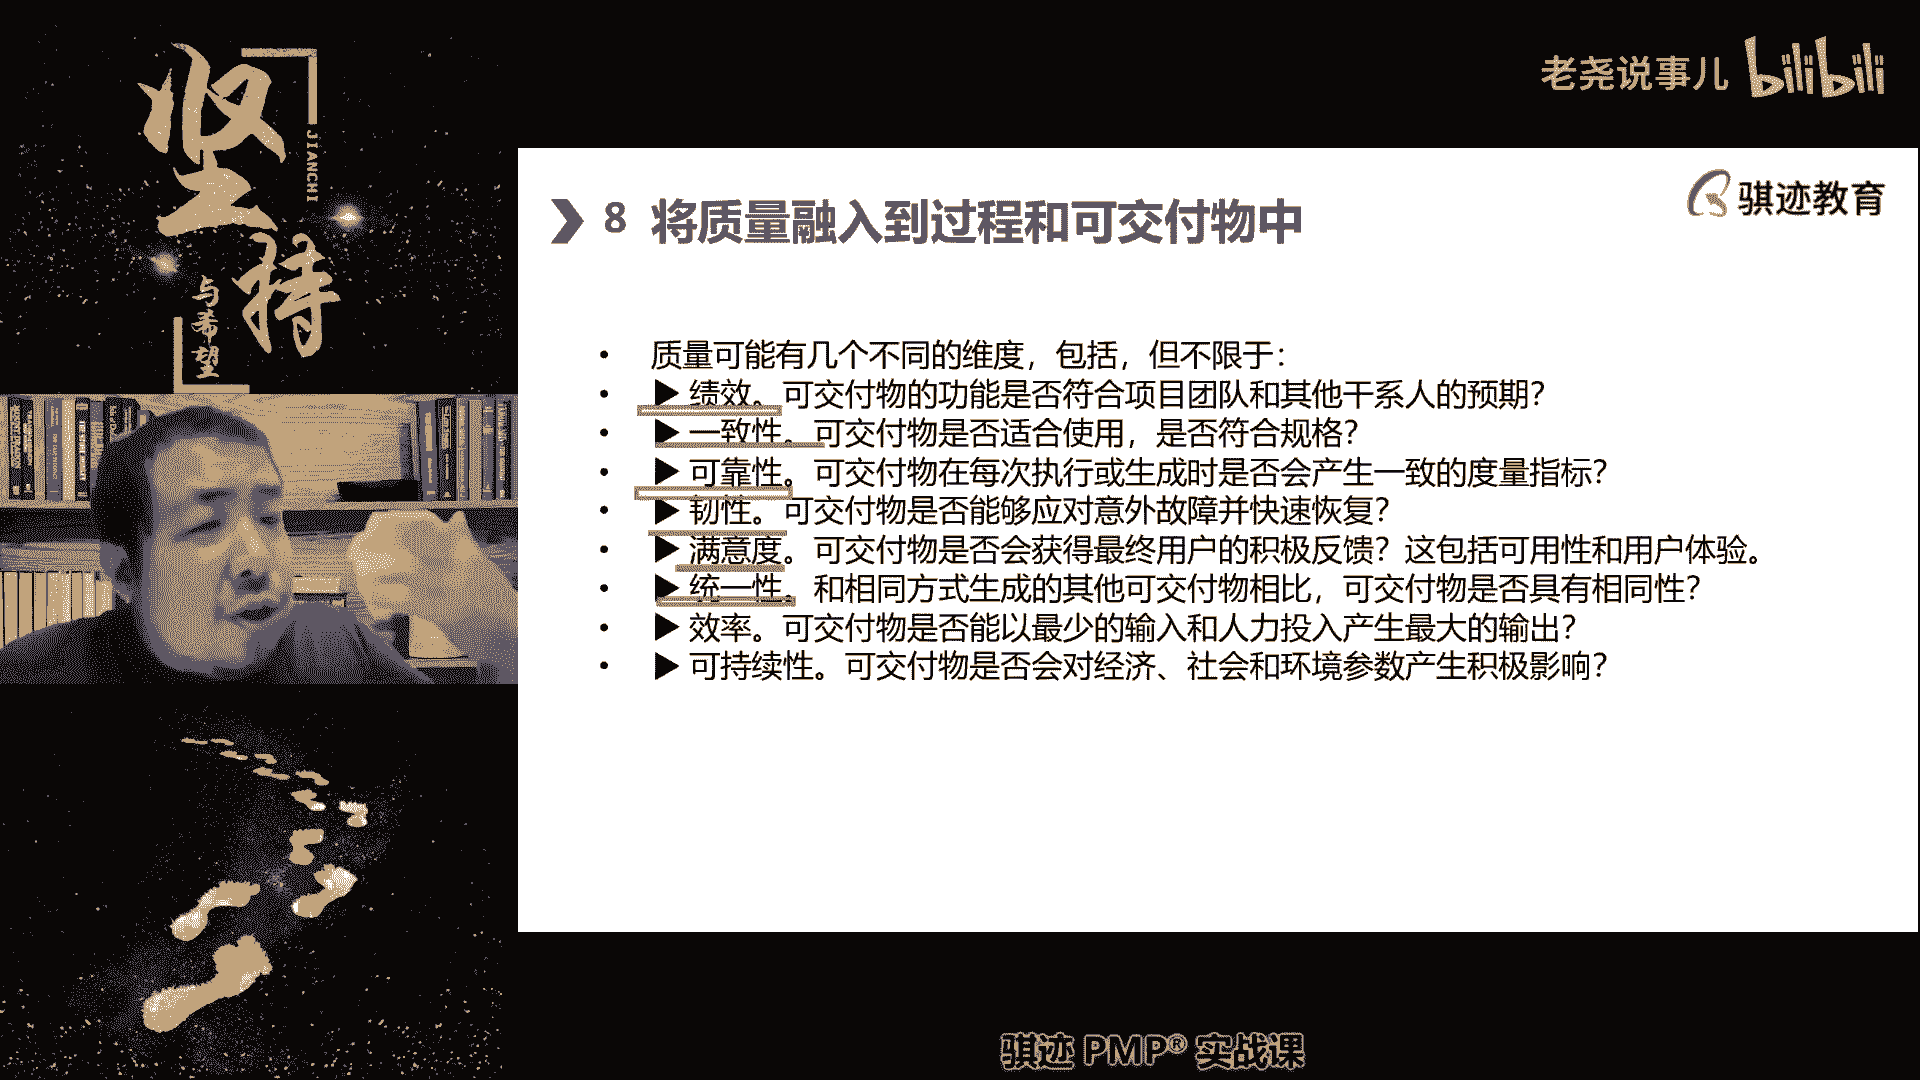 坚持
JIANCHI
与希望
老尧说事儿 bilibili
骐迹教育
8 将质量融入到过程和可交付物中
• 质量可能有几个不同的维度，包括，但不限于：
• ▶ 绩效。可交付物的功能是否符合项目团队和其他干系人的预期？
• ▶ 一致性。可交付物是否适合使用，是否符合规格？
• ▶ 可靠性。可交付物在每次执行或生成时是否会产生一致的度量指标？
• ▶ 韧性。可交付物是否能够应对意外故障并快速恢复？
• ▶ 满意度。可交付物是否会获得最终用户的积极反馈？这包括可用性和用户体验。
• ▶ 统一性。和相同方式生成的其他可交付物相比，可交付物是否具有相同性？
• ▶ 效率。可交付物是否能以最少的输入和人力投入产生最大的输出？
• ▶ 可持续性。可交付物是否会对经济、社会和环境参数产生积极影响？
骐迹 PMP® 实战课